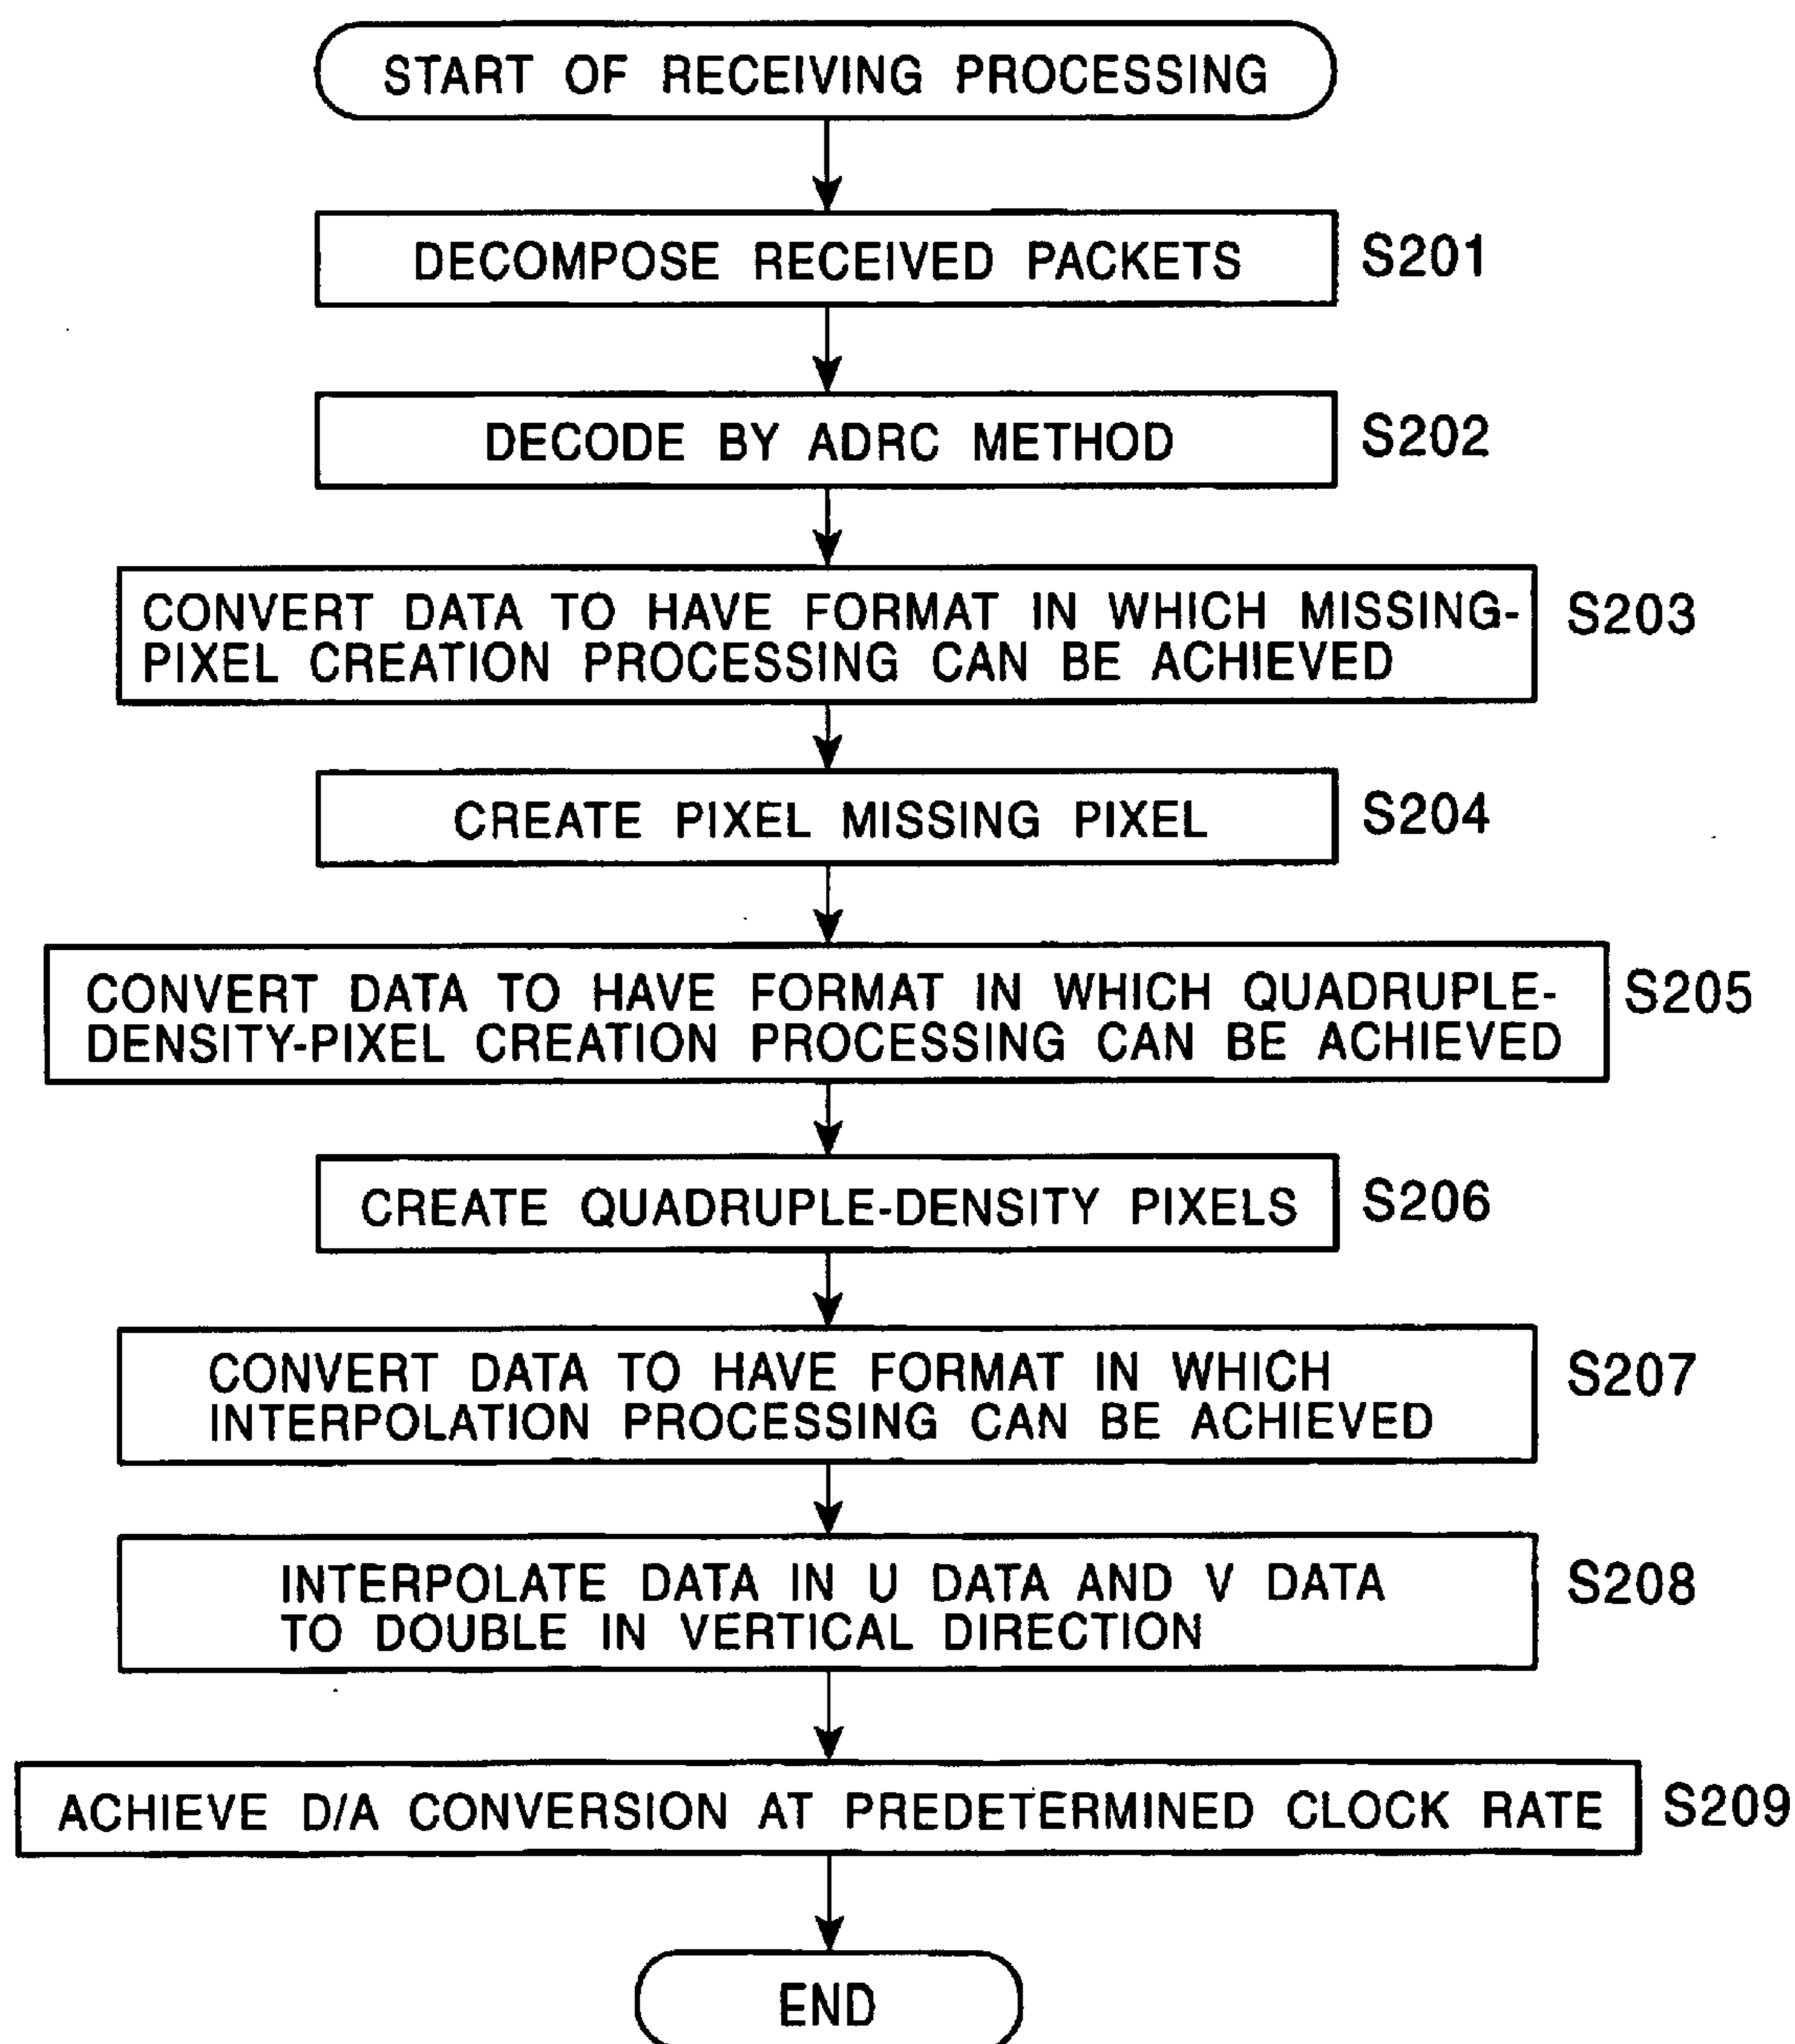 START OF RECEIVING PROCESSING
DECOMPOSE RECEIVED PACKETS
S201
DECODE BY ADRC METHOD
S202
CONVERT DATA TO HAVE FORMAT IN WHICH MISSING-
PIXEL CREATION PROCESSING CAN BE ACHIEVED
S203
CREATE PIXEL MISSING PIXEL
S204
CONVERT DATA TO HAVE FORMAT IN WHICH QUADRUPLE-
DENSITY-PIXEL CREATION PROCESSING CAN BE ACHIEVED
S205
CREATE QUADRUPLE-DENSITY PIXELS
S206
CONVERT DATA TO HAVE FORMAT IN WHICH
INTERPOLATION PROCESSING CAN BE ACHIEVED
S207
INTERPOLATE DATA IN U DATA AND V DATA
TO DOUBLE IN VERTICAL DIRECTION
S208
ACHIEVE D/A CONVERSION AT PREDETERMINED CLOCK RATE
S209
END